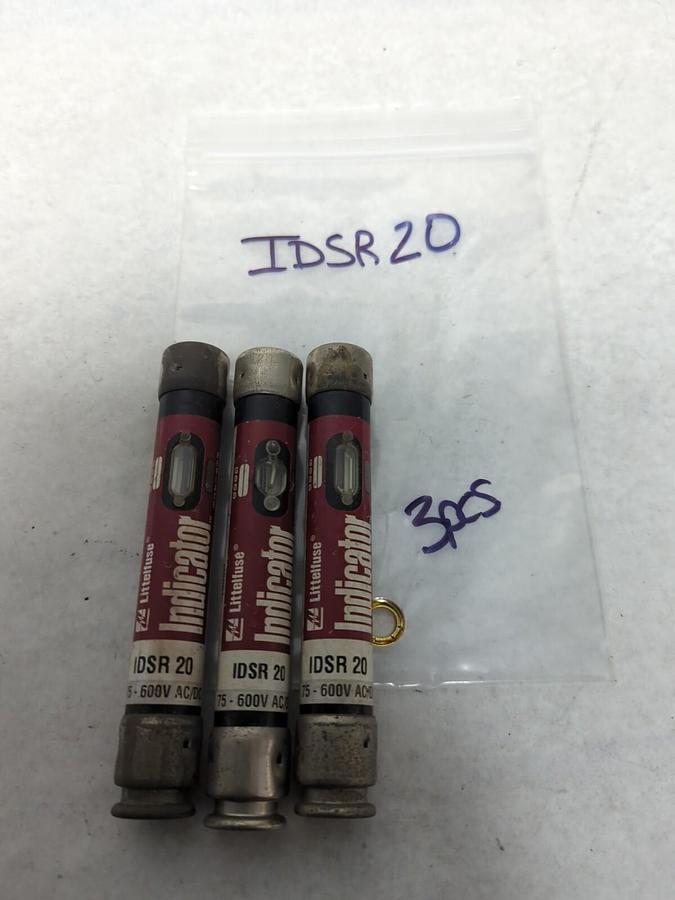 IDSR 20
3pcs
Littelfuse®
Indicator
IDSR 20
75-600V AC/DC
Littelfuse®
Indicator
IDSR 20
75-600V AC/
Littelfuse®
Indicator
IDSR 20
75-600V AC/DC